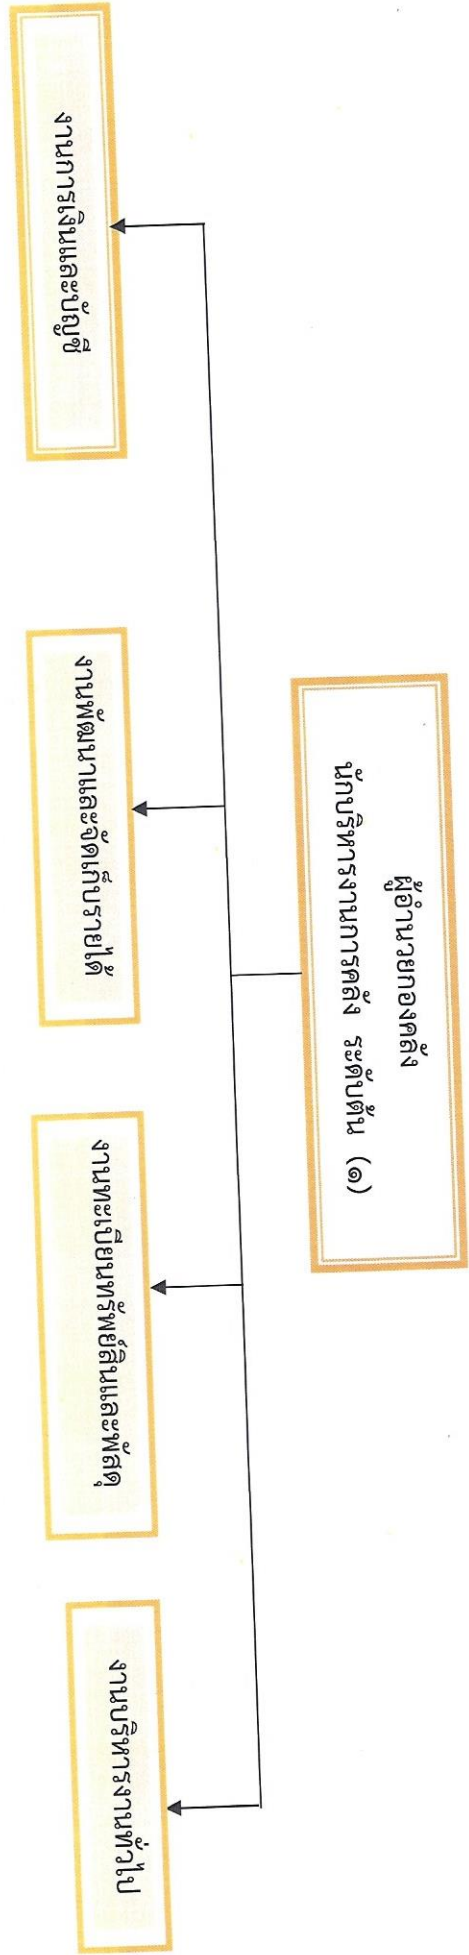 ผู้อำนวยกองคลัง
นักบริหารงานการคลัง ระดับต้น (๑)
งานการเงินและบัญชี
งานพัฒนาและจัดเก็บรายได้
งานทะเบียนทรัพย์สินและพัสดุ
งานบริหารงานทั่วไป